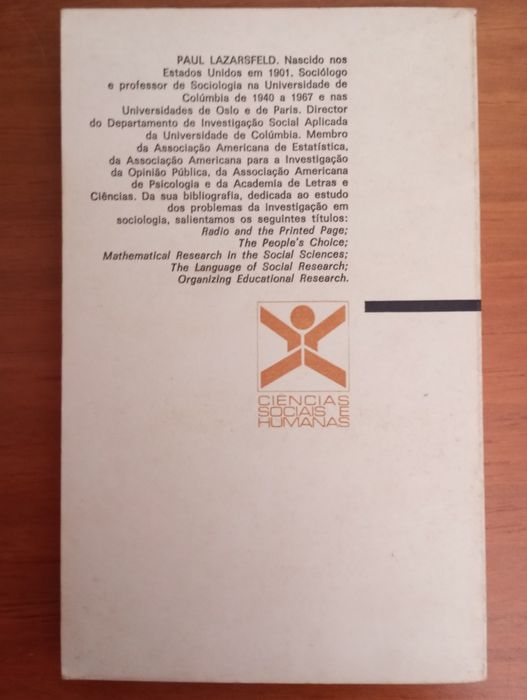 PAUL LAZARSFELD. Nascido nos
Estados Unidos em 1901. Sociólogo
e professor de Sociologia na Universidade de
Colúmbia de 1940 a 1967 e nas
Universidades de Oslo e de Paris. Director
do Departamento de Investigação Social Aplicada
da Universidade de Colúmbia. Membro
da Associação Americana de Estatística,
da Associação Americana para a Investigação
da Opinião Pública, da Associação Americana
de Psicologia e da Academia de Letras e
Ciências. Da sua bibliografia, dedicada ao estudo
dos problemas da investigação em
sociologia, salientamos os seguintes títulos:
Radio and the Printed Page;
The People's Choice;
Mathematical Research in the Social Sciences;
The Language of Social Research;
Organizing Educational Research.
CIÊNCIAS
SOCIAIS E
HUMANAS